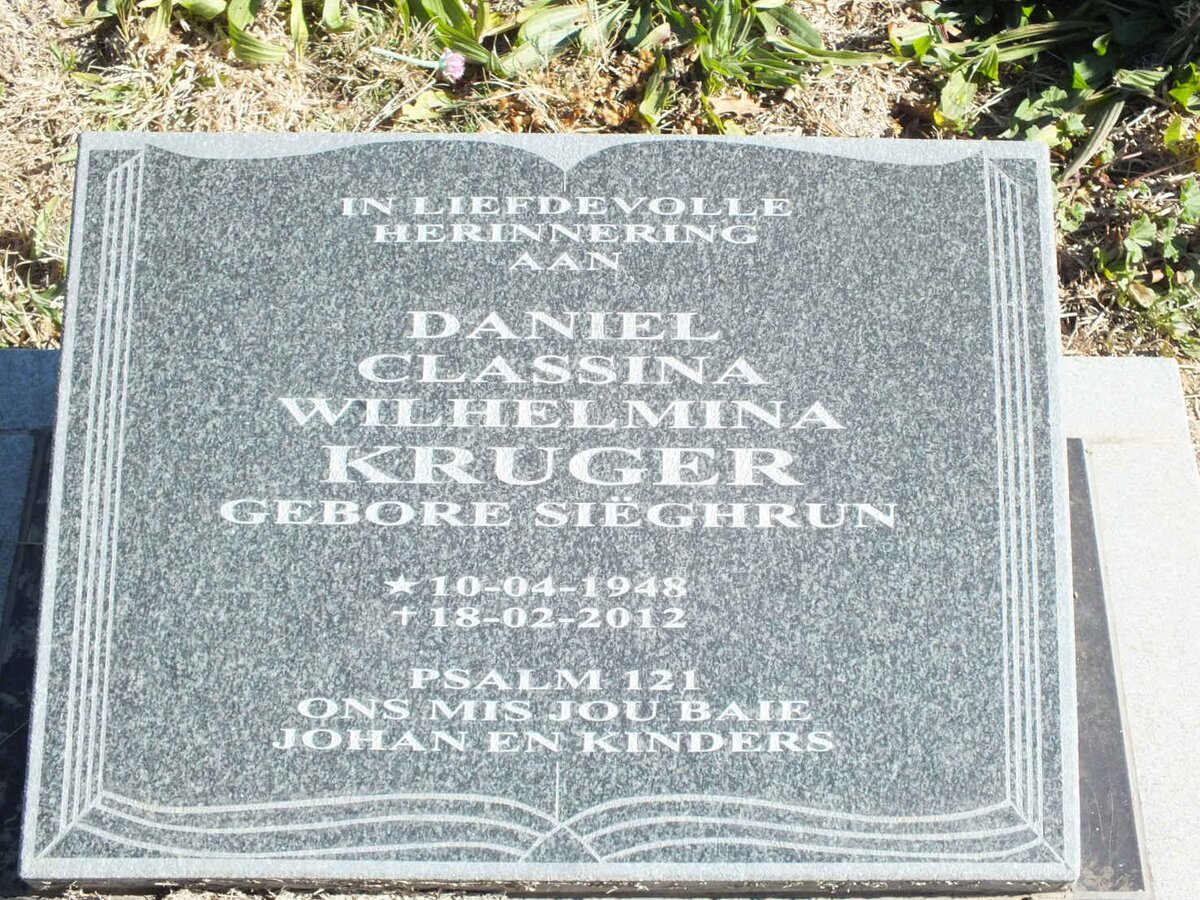 IN LIEFDEVOLLE
HERINNERING
AAN
DANIEL
CLASSINA
WILHELMINA
KRUGER
GEBORE SIËGHRUN
★ 10-04-1948
✝ 18-02-2012
PSALM 121
ONS MIS JOU BAIE
JOHAN EN KINDERS